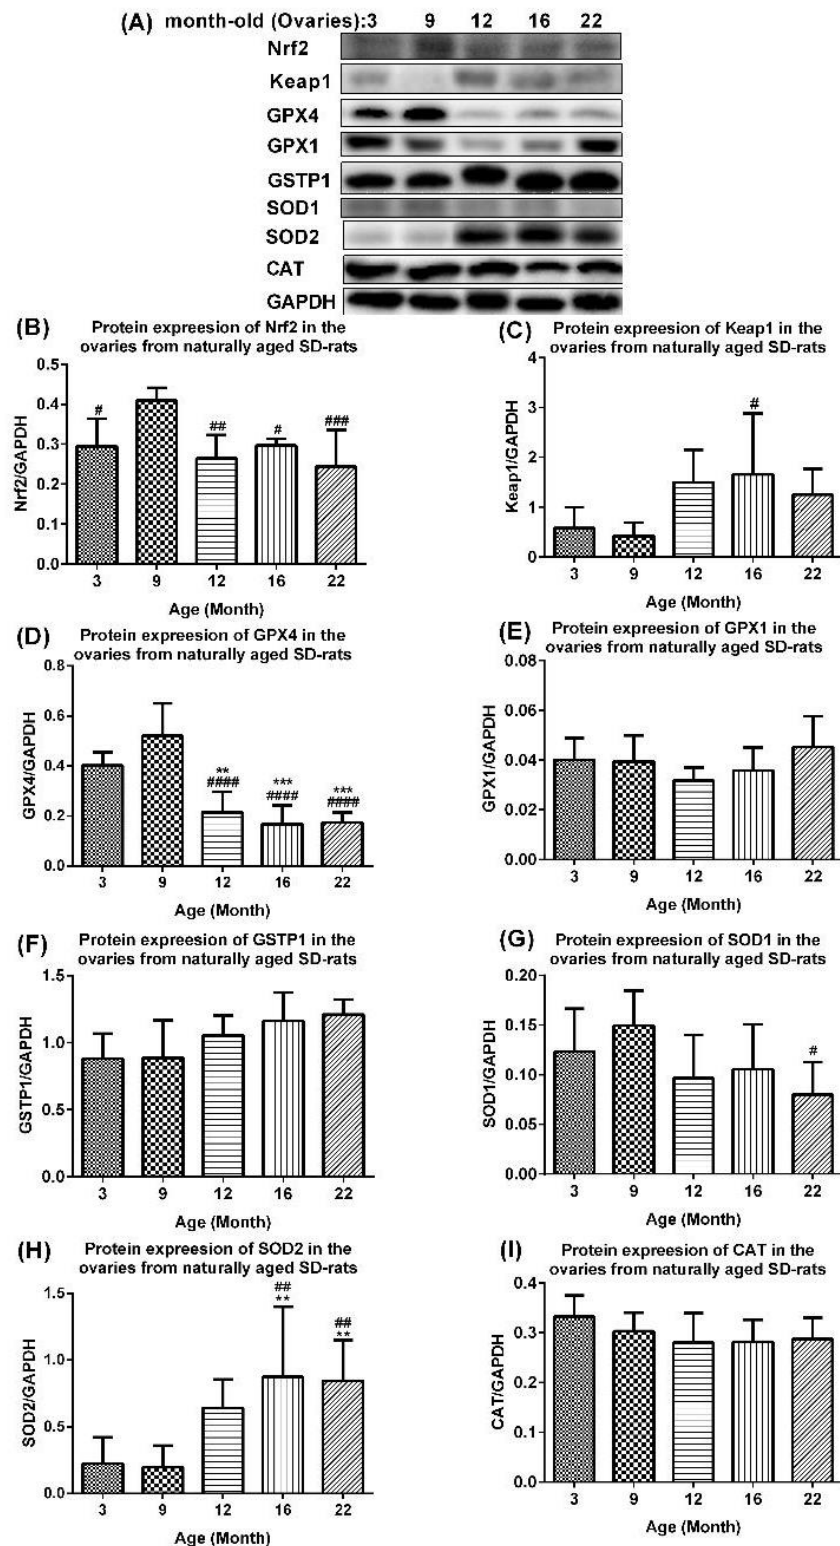 (A) month-old (Ovaries):3 9 12 16 22
Nrf2
Keap1
GPX4
GPX1
GSTP1
SOD1
SOD2
CAT
GAPDH
(B) Protein expreesion of Nrf2 in the
ovaries from naturally aged SD-rats
0.5
0.4
0.3
0.2
0.1
0.0
Nrf2/GAPDH
# ## # ###
3 9 12 16 22
Age (Month)
(C) Protein expreesion of Keap1 in the
ovaries from naturally aged SD-rats
4
3
2
1
0
Keap1/GAPDH
#
3 9 12 16 22
Age (Month)
(D) Protein expreesion of GPX4 in the
ovaries from naturally aged SD-rats
0.8
0.6
0.4
0.2
0.0
GPX4/GAPDH
** *** ***
#### #### ####
3 9 12 16 22
Age (Month)
(E) Protein expreesion of GPX1 in the
ovaries from naturally aged SD-rats
0.08
0.06
0.04
0.02
0.00
GPX1/GAPDH
3 9 12 16 22
Age (Month)
(F) Protein expreesion of GSTP1 in the
ovaries from naturally aged SD-rats
1.5
1.0
0.5
0.0
GSTP1/GAPDH
3 9 12 16 22
Age (Month)
(G) Protein expreesion of SOD1 in the
ovaries from naturally aged SD-rats
0.20
0.15
0.10
0.05
0.00
SOD1/GAPDH
#
3 9 12 16 22
Age (Month)
(H) Protein expreesion of SOD2 in the
ovaries from naturally aged SD-rats
1.5
1.0
0.5
0.0
SOD2/GAPDH
## ##
** **
3 9 12 16 22
Age (Month)
(I) Protein expreesion of CAT in the
ovaries from naturally aged SD-rats
0.4
0.3
0.2
0.1
0.0
CAT/GAPDH
3 9 12 16 22
Age (Month)